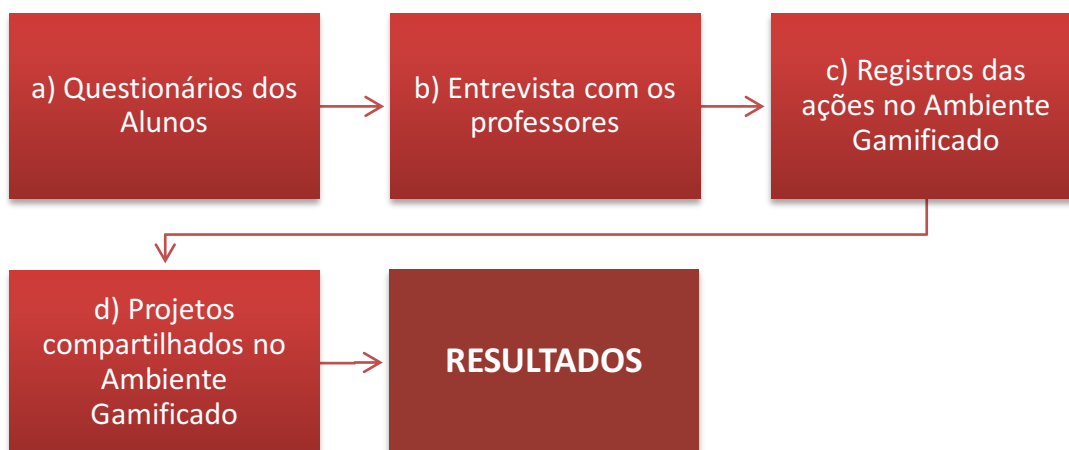 a) Questionários dos
Alunos
b) Entrevista com os
professores
c) Registros das
ações no Ambiente
Gamificado
d) Projetos
compartilhados no
Ambiente
Gamificado
RESULTADOS